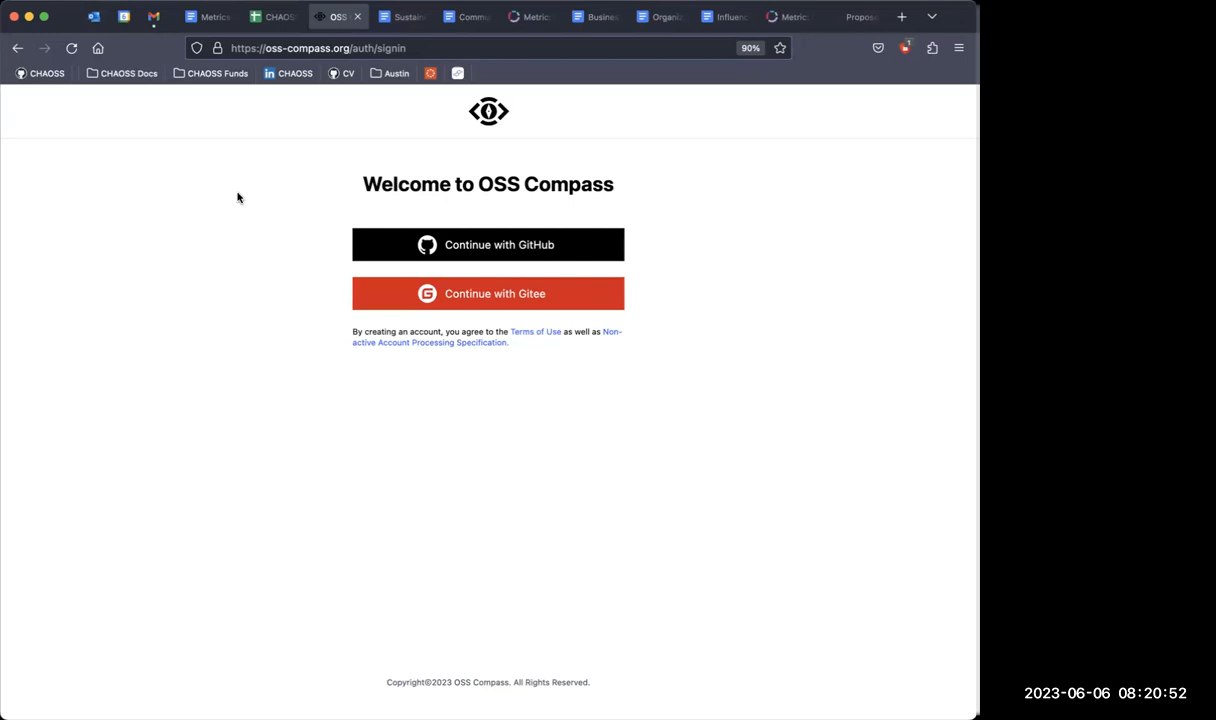 Metrics
CHAOS
OSS
Sustain
Commu
Metric
Busine
Organiz
Influen
Metric
Propos
https://oss-compass.org/auth/signin
90%
1
CHAOSS
CHAOSS Docs
CHAOSS Funds
CHAOSS
CV
Austin
Welcome to OSS Compass
Continue with GitHub
Continue with Gitee
By creating an account, you agree to the Terms of Use as well as Non-
active Account Processing Specification.
Copyright©2023 OSS Compass. All Rights Reserved.
2023-06-06 08:20:52